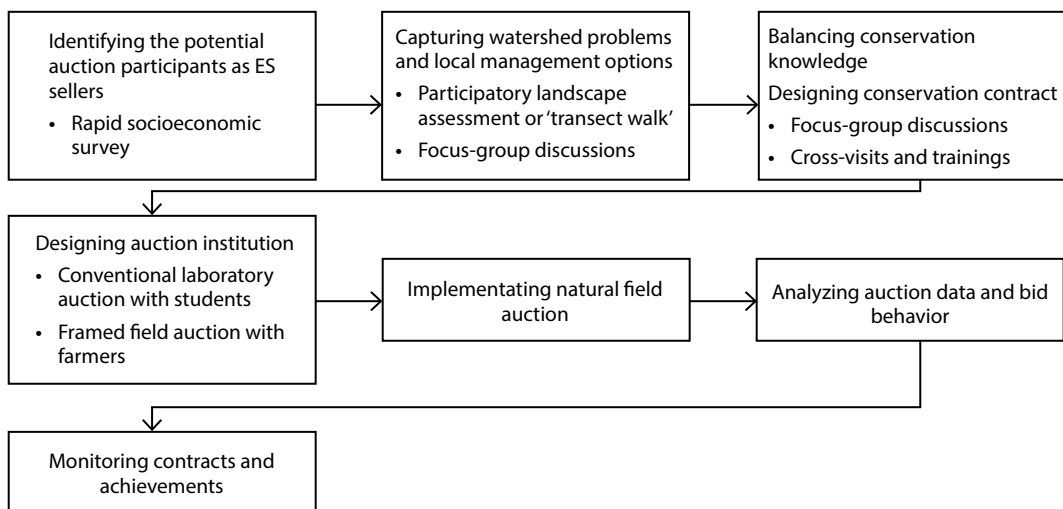 Identifying the potential
auction participants as ES
sellers
• Rapid socioeconomic
survey
Capturing watershed problems
and local management options
• Participatory landscape
assessment or ‘transect walk’
• Focus-group discussions
Balancing conservation
knowledge
Designing conservation contract
• Focus-group discussions
• Cross-visits and trainings
Designing auction institution
• Conventional laboratory
auction with students
• Framed field auction with
farmers
Implementating natural field
auction
Analyzing auction data and bid
behavior
Monitoring contracts and
achievements